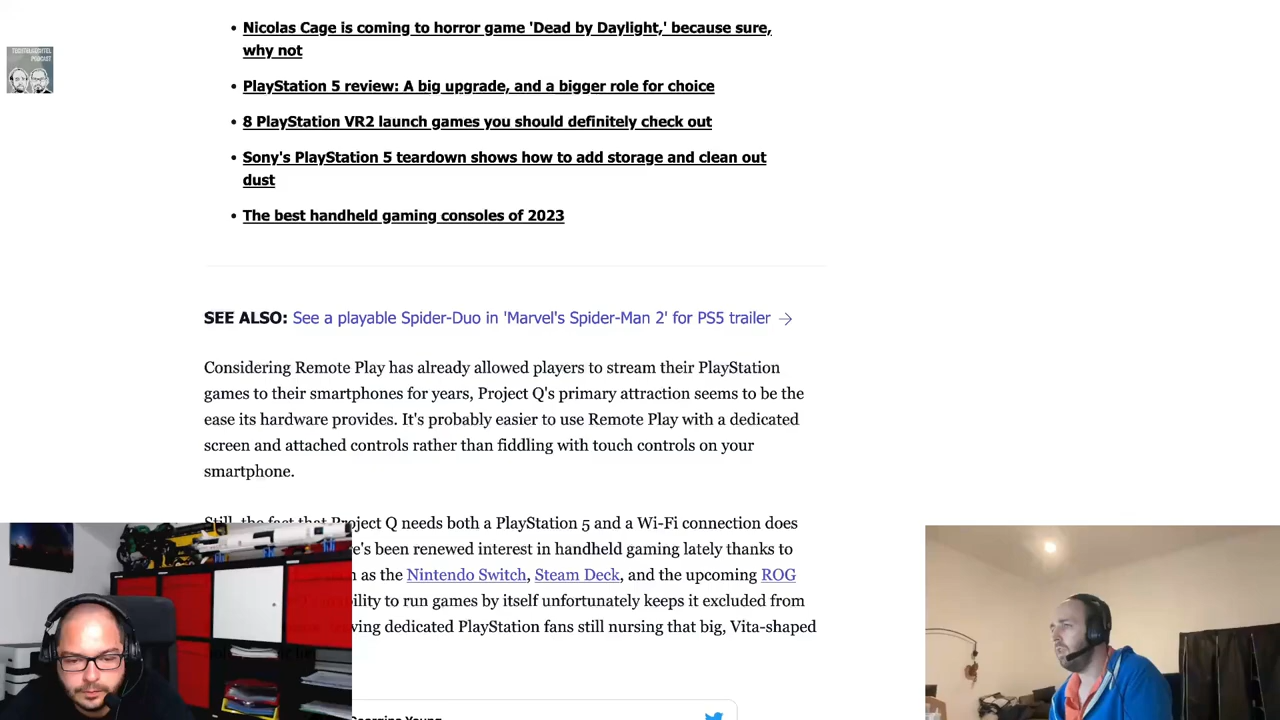 Nicolas Cage is coming to horror game 'Dead by Daylight,' because sure,
why not
PODCAST
PlayStation 5 review: A big upgrade, and a bigger role for choice
8 PlayStation VR2 launch games you should definitely check out
Sony's PlayStation 5 teardown shows how to add storage and clean out
dust
The best handheld gaming consoles of 2023
SEE ALSO: See a playable Spider-Duo in 'Marvel's Spider-Man 2' for PS5 trailer →
Considering Remote Play has already allowed players to stream their PlayStation
games to their smartphones for years, Project Q's primary attraction seems to be the
ease its hardware provides. It's probably easier to use Remote Play with a dedicated
screen and attached controls rather than fiddling with touch controls on your
smartphone.
Still, the fact that Project Q needs both a PlayStation 5 and a Wi-Fi connection does
been renewed interest in handheld gaming lately thanks to
as the Nintendo Switch, Steam Deck, and the upcoming ROG
to run games by itself unfortunately keeps it excluded from
dedicated PlayStation fans still nursing that big, Vita-shaped